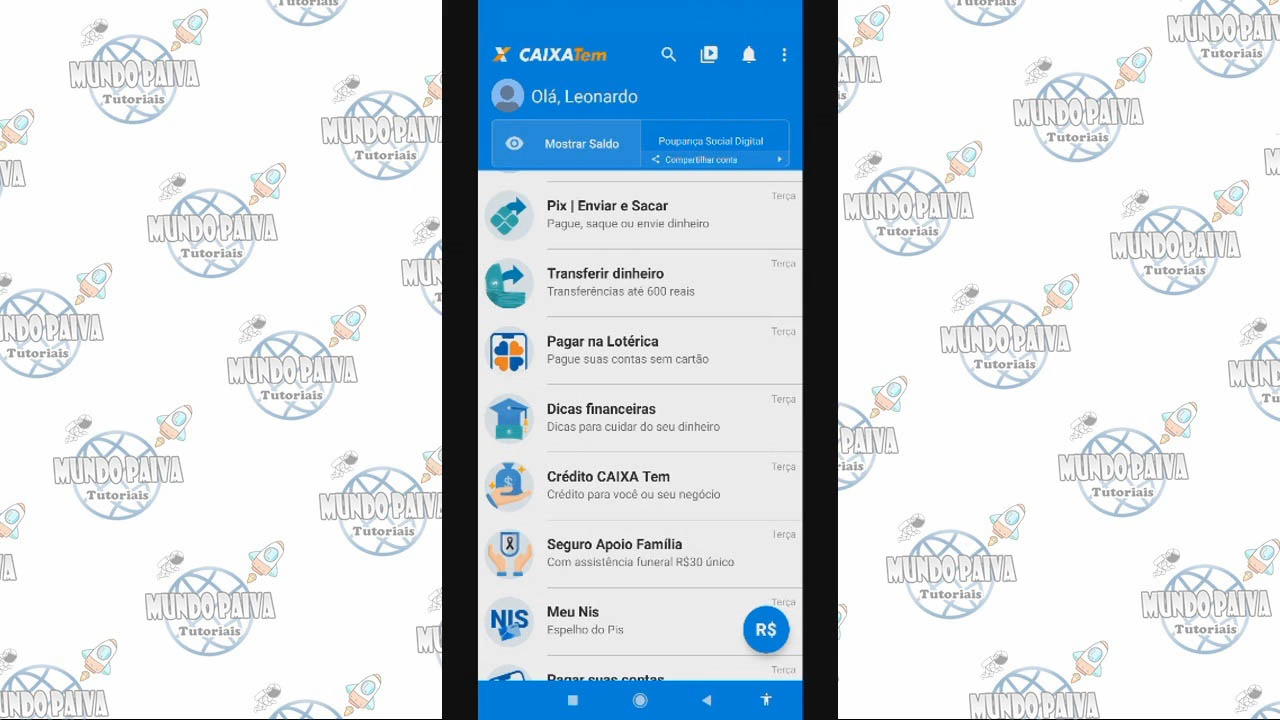 CAIXATem
Olá, Leonardo
Mostrar Saldo
Poupança Social Digital
Compartilhar conta
Terça
Pix | Enviar e Sacar
Pague, saque ou envie dinheiro
Terça
Transferir dinheiro
Transferências até 600 reais
Terça
Pagar na Lotérica
Pague suas contas sem cartão
Terça
Dicas financeiras
Dicas para cuidar do seu dinheiro
Terça
Crédito CAIXA Tem
Crédito para você ou seu negócio
Terça
Seguro Apoio Família
Com assistência funeral R$30 único
Terça
NIS
Meu Nis
Espelho do Pis
R$
Terça
Pagar suas contas
MUNDO PAIVA
Tutoriais